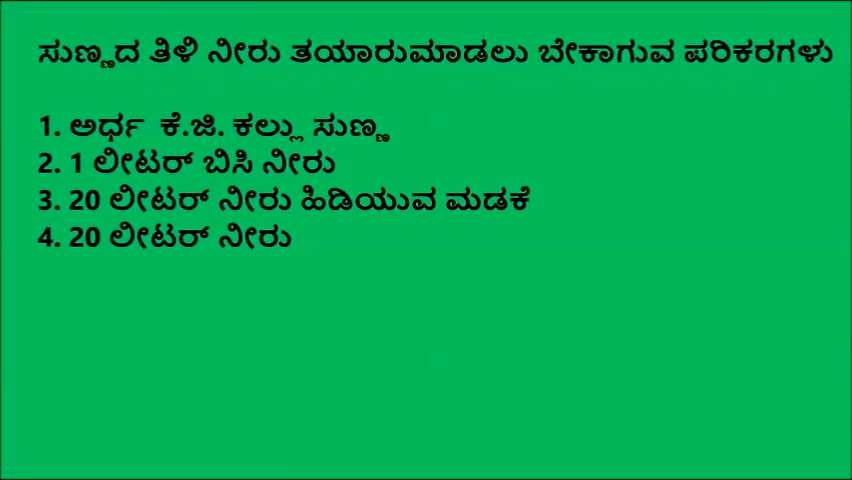 ಸುಣ್ಣದ ತಿಳಿ ನೀರು ತಯಾರುಮಾಡಲು ಬೇಕಾಗುವ ಪರಿಕರಗಳು
1. ಅರ್ಧ ಕೆ.ಜಿ. ಕಲ್ಲು ಸುಣ್ಣ
2. 1 ಲೀಟರ್ ಬಿಸಿ ನೀರು
3. 20 ಲೀಟರ್ ನೀರು ಹಿಡಿಯುವ ಮಡಕೆ
4. 20 ಲೀಟರ್ ನೀರು